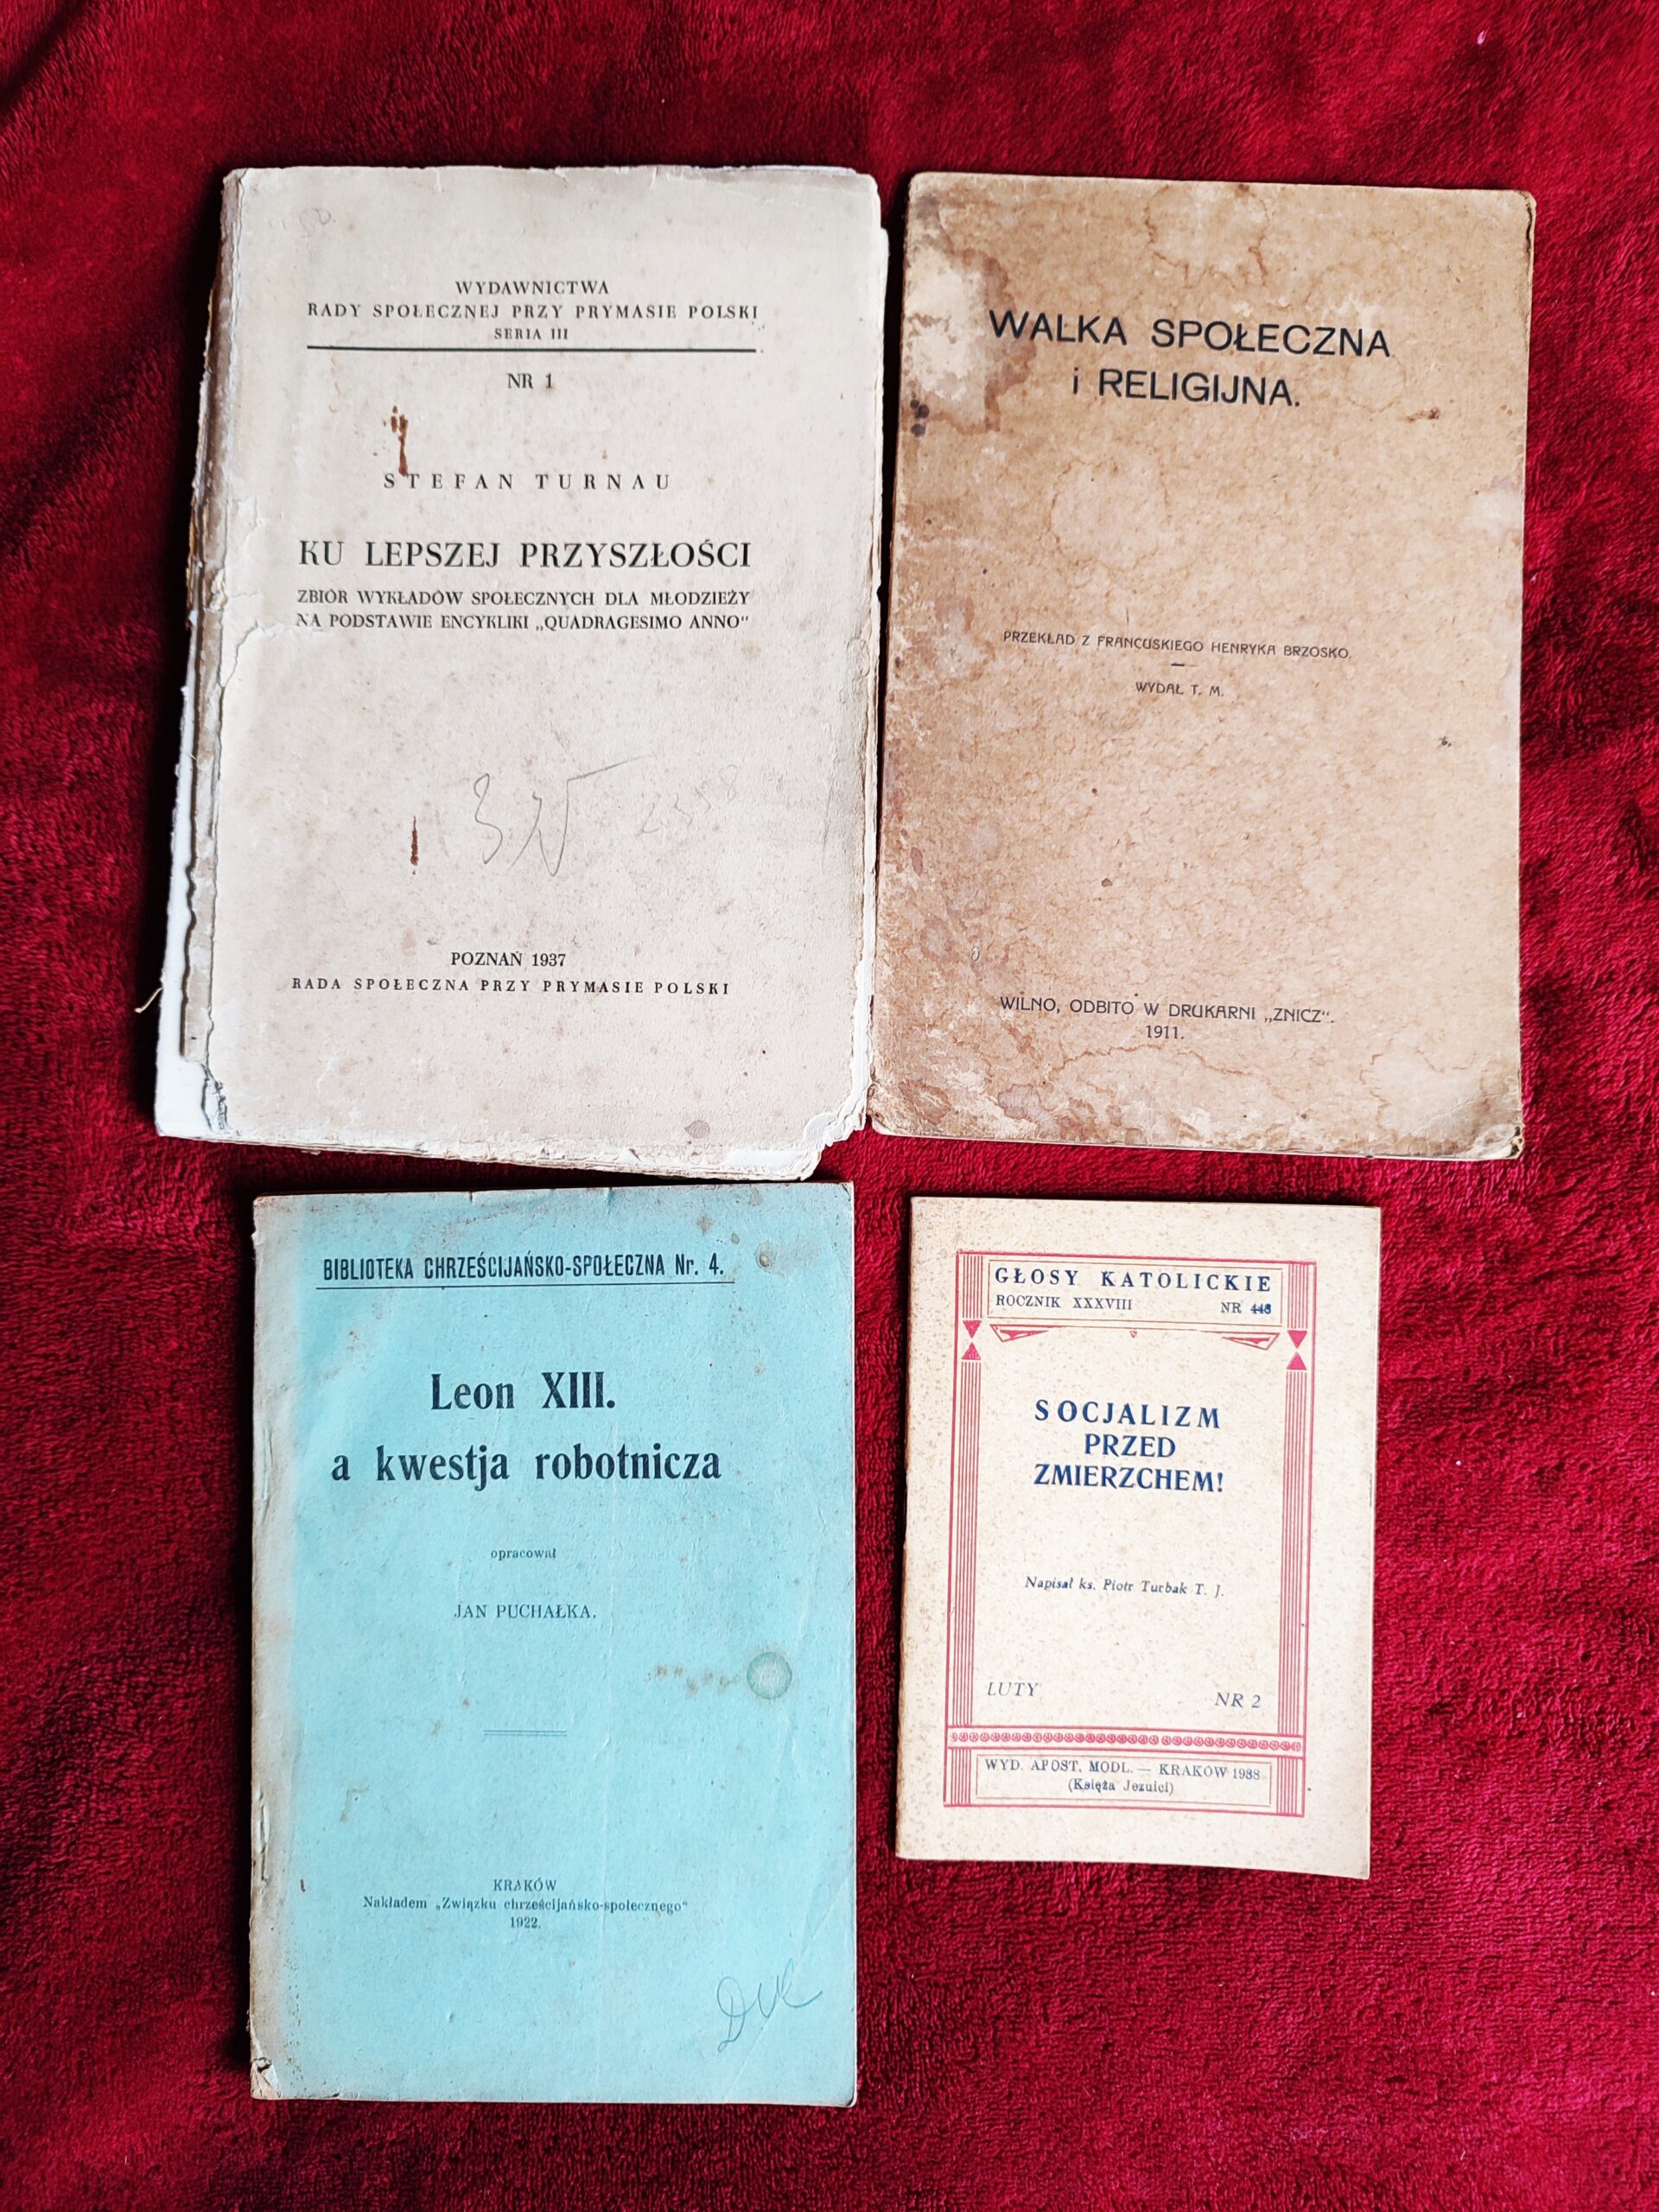 WYDAWNICTWA
RADY SPOŁECZNEJ PRZY PRYMASIE POLSKI
SERIA III
NR 1
STEFAN TURNAU
KU LEPSZEJ PRZYSZŁOŚCI
ZBIÓR WYKŁADÓW SPOŁECZNYCH DLA MŁODZIEŻY
NA PODSTAWIE ENCYKLIKI „QUADRAGESIMO ANNO"
POZNAŃ 1937
RADA SPOŁECZNA PRZY PRYMASIE POLSKI
WALKA SPOŁECZNA
i RELIGIJNA.
PRZEKŁAD Z FRANCUSKIEGO HENRYKA BRZOSKO.
WYDAŁ T. M.
WILNO, ODBITO W DRUKARNI „ZNICZ".
1911.
BIBLIOTEKA CHRZEŚCIJAŃSKO-SPOŁECZNA Nr. 4.
Leon XIII.
a kwestja robotnicza
opracował
JAN PUCHAŁKA.
KRAKÓW
Nakładem „Związku chrześcijańsko-społecznego"
1922.
GŁOSY KATOLICKIE
ROCZNIK XXXVIII NR 448
SOCJALIZM
PRZED
ZMIERZCHEM!
Napisał ks. Piotr Turbak T. J.
LUTY NR 2
WYD. APOST. MODL. — KRAKÓW 1938
(Księża Jezuici)